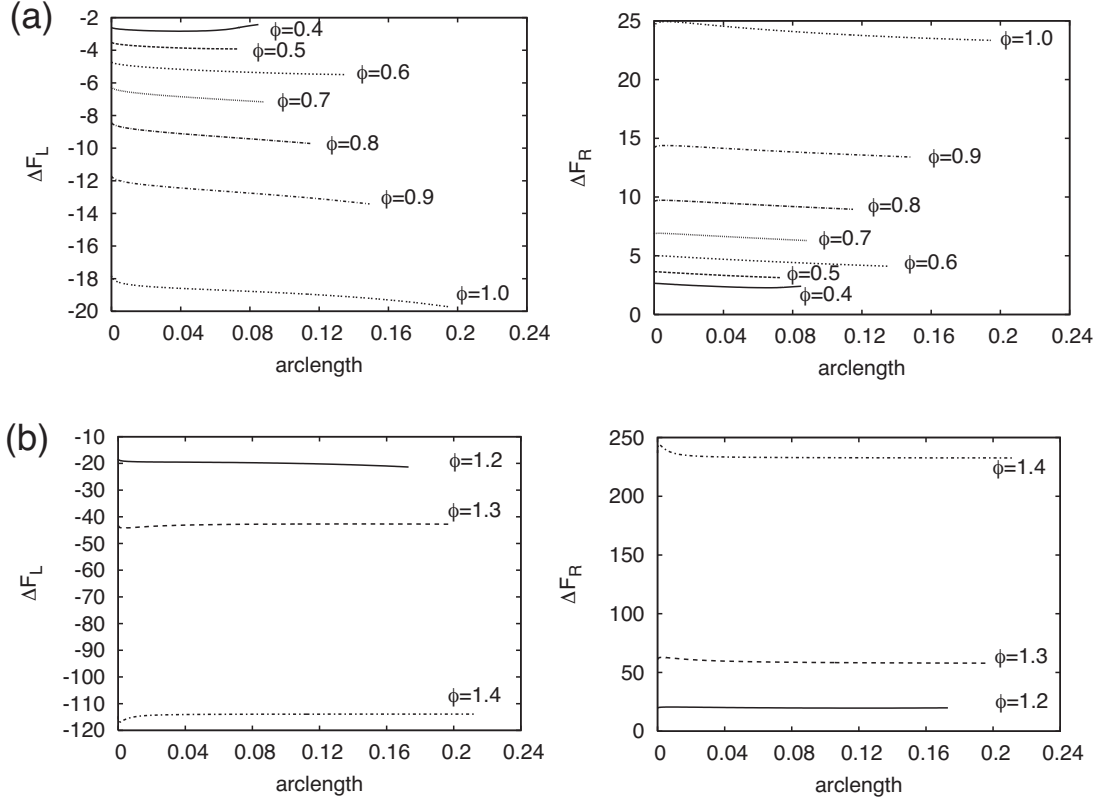 (a)
-2
-4
-6
-8
-10
-12
-14
-16
-18
-20
ΔF_L
ϕ=0.4
ϕ=0.5
ϕ=0.6
ϕ=0.7
ϕ=0.8
ϕ=0.9
ϕ=1.0
0 0.04 0.08 0.12 0.16 0.2 0.24
arclength
25
20
15
10
5
0
ΔF_R
ϕ=1.0
ϕ=0.9
ϕ=0.8
ϕ=0.7
ϕ=0.6
ϕ=0.5
ϕ=0.4
0 0.04 0.08 0.12 0.16 0.2 0.24
arclength
(b)
-10
-20
-30
-40
-50
-60
-70
-80
-90
-100
-110
-120
ΔF_L
ϕ=1.2
ϕ=1.3
ϕ=1.4
0 0.04 0.08 0.12 0.16 0.2 0.24
arclength
250
200
150
100
50
0
ΔF_R
ϕ=1.4
ϕ=1.3
ϕ=1.2
0 0.04 0.08 0.12 0.16 0.2 0.24
arclength